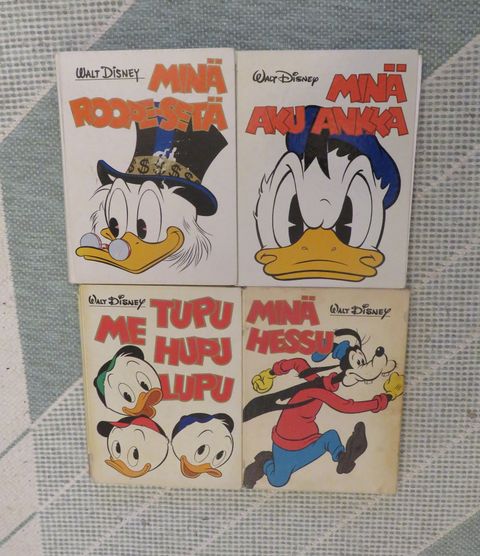 WALT DISNEY
MINÄ
ROOPE-SETÄ
$ $ $
WALT DISNEY
MINÄ
AKU ANKKA
WALT DISNEY
ME TUPU
HUPU
LUPU
MINÄ
HESSU
WALT DISNEY